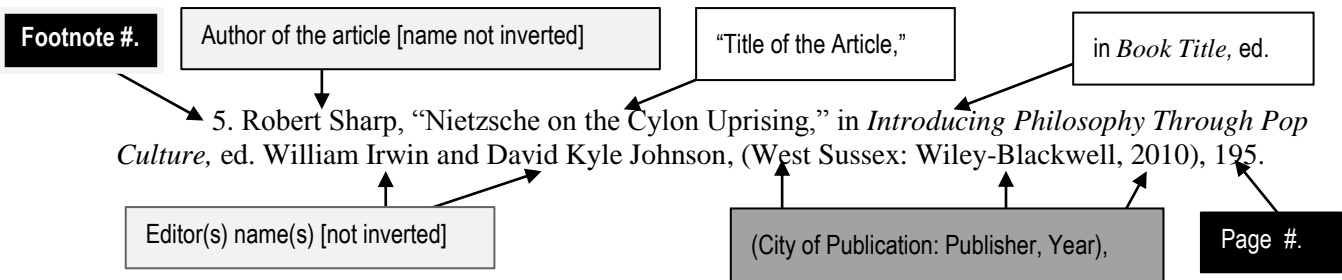 Footnote #.
Author of the article [name not inverted]
“Title of the Article,”
in Book Title, ed.
5. Robert Sharp, “Nietzsche on the Cylon Uprising,” in Introducing Philosophy Through Pop
Culture, ed. William Irwin and David Kyle Johnson, (West Sussex: Wiley-Blackwell, 2010), 195.
Editor(s) name(s) [not inverted]
(City of Publication: Publisher, Year),
Page #.